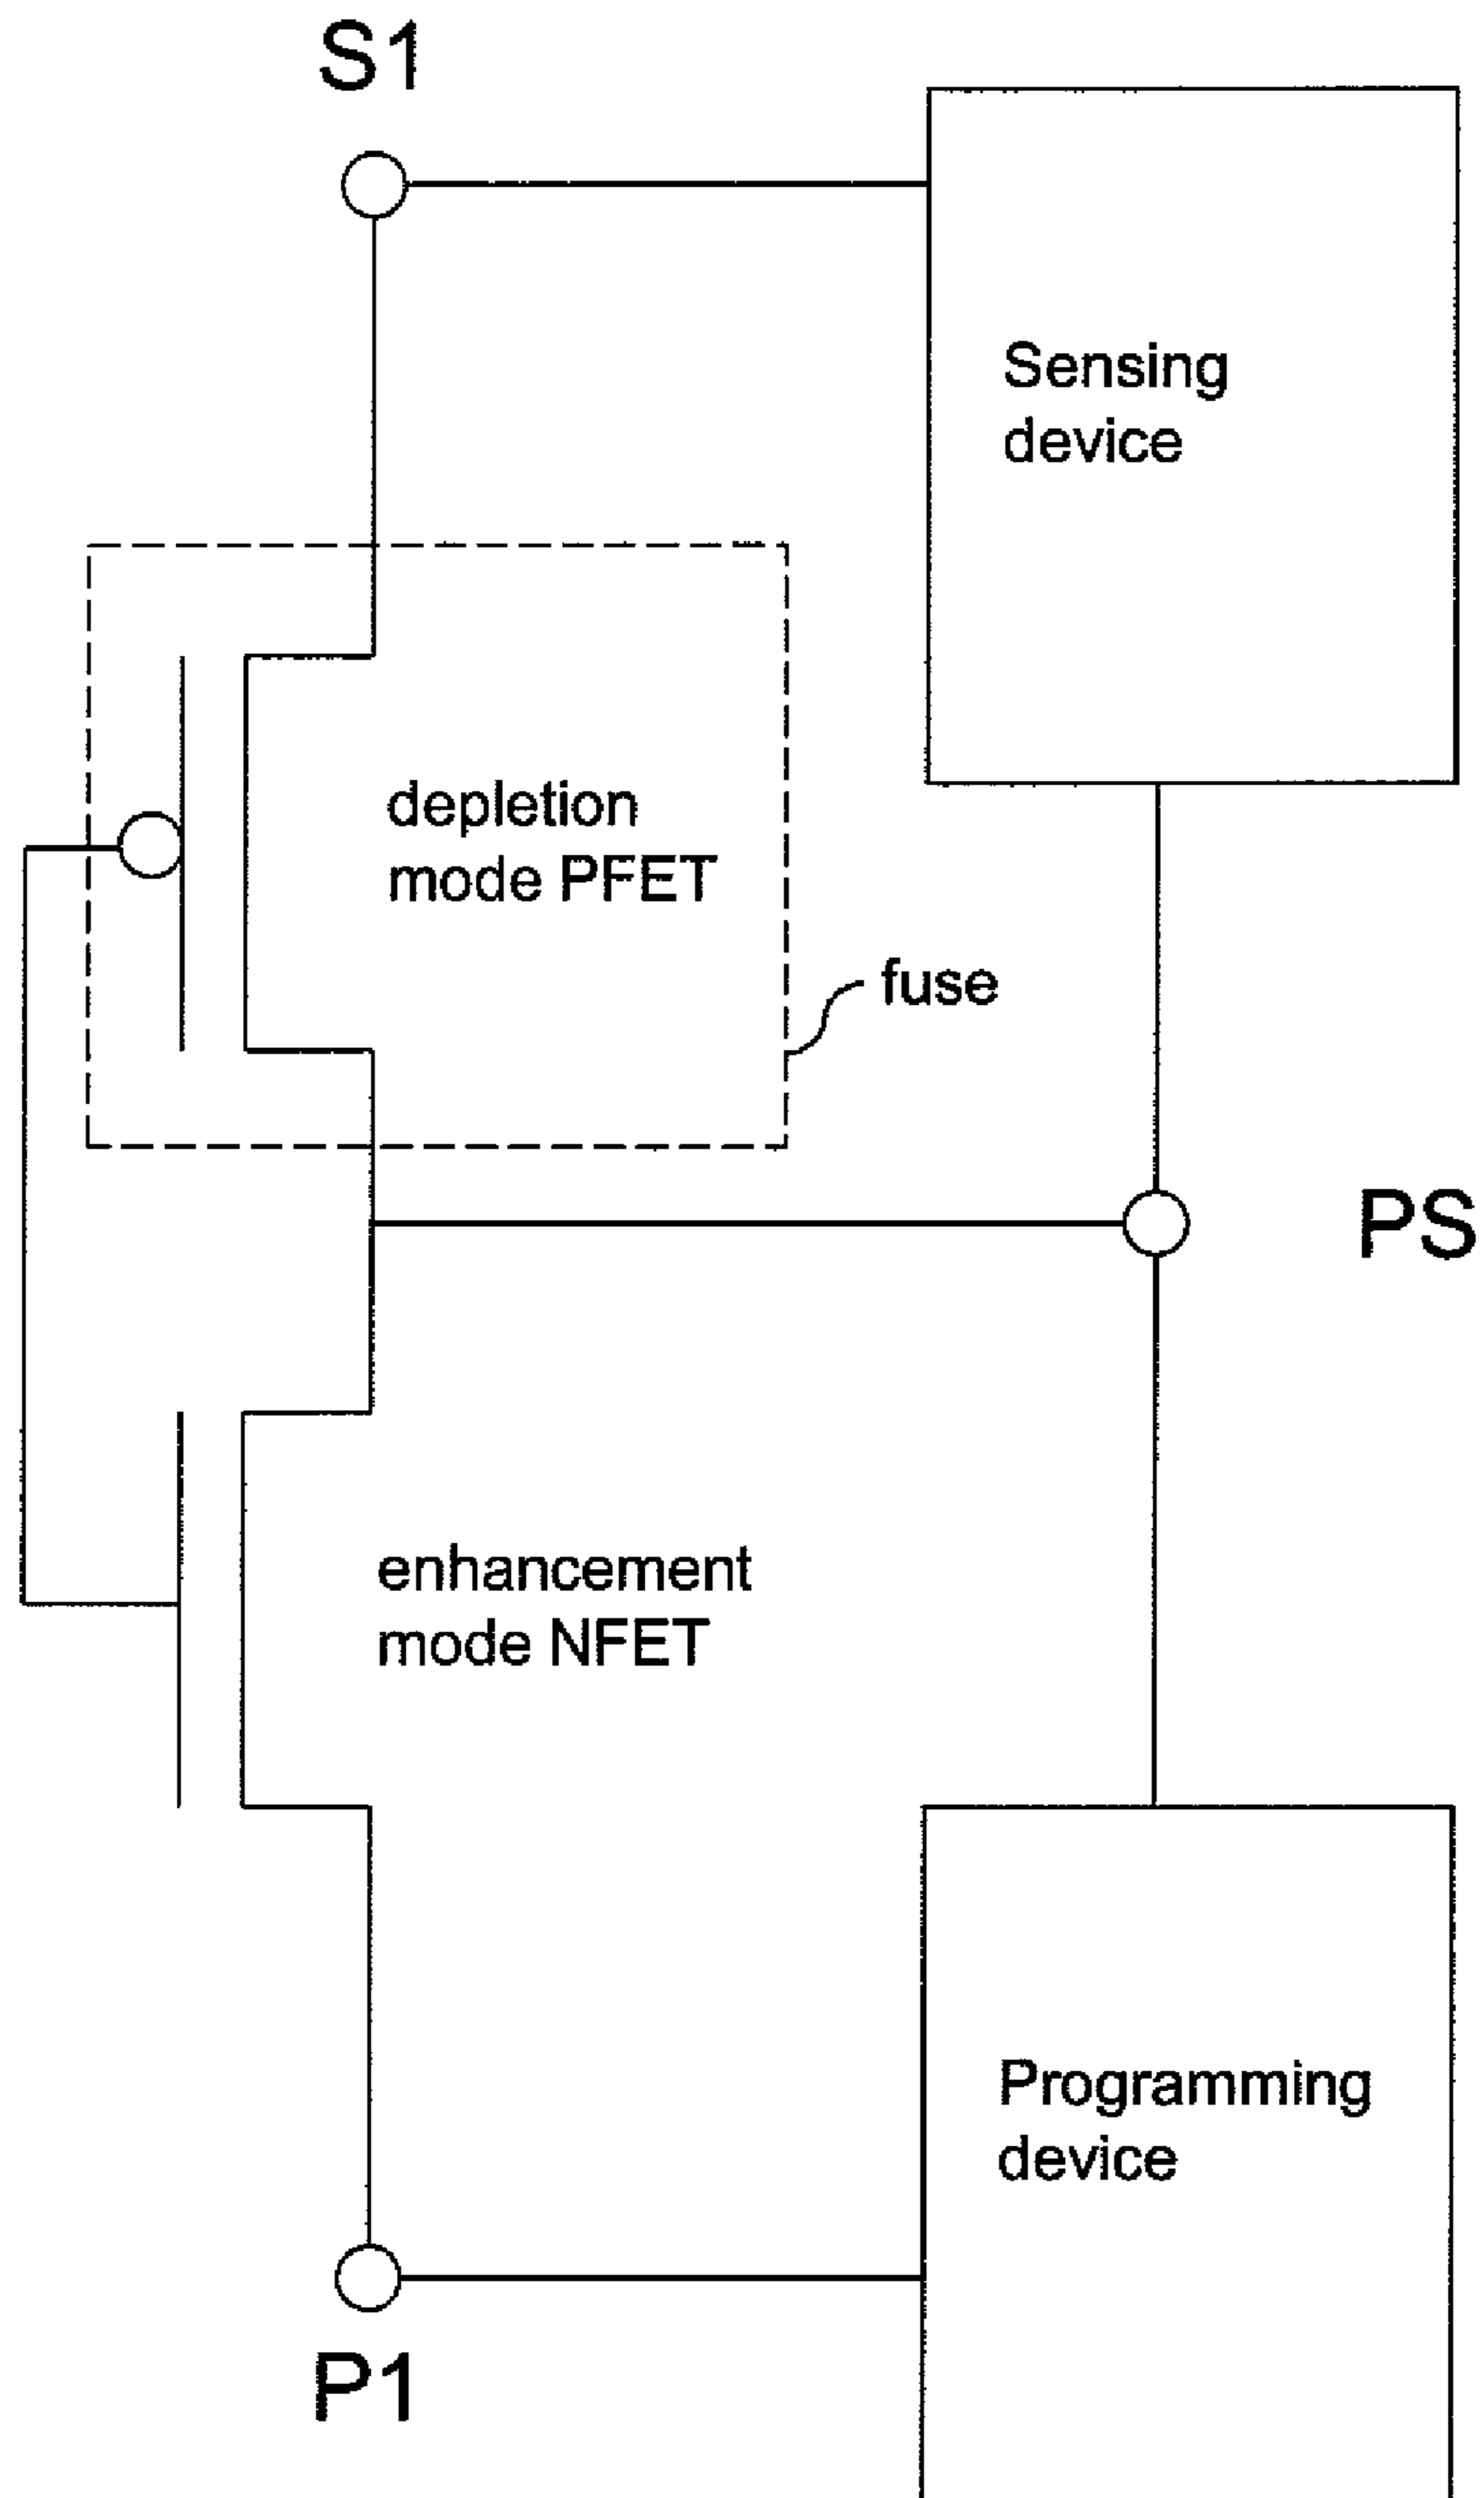 S1
Sensing
device
depletion
mode PFET
fuse
PS
enhancement
mode NFET
Programming
device
P1